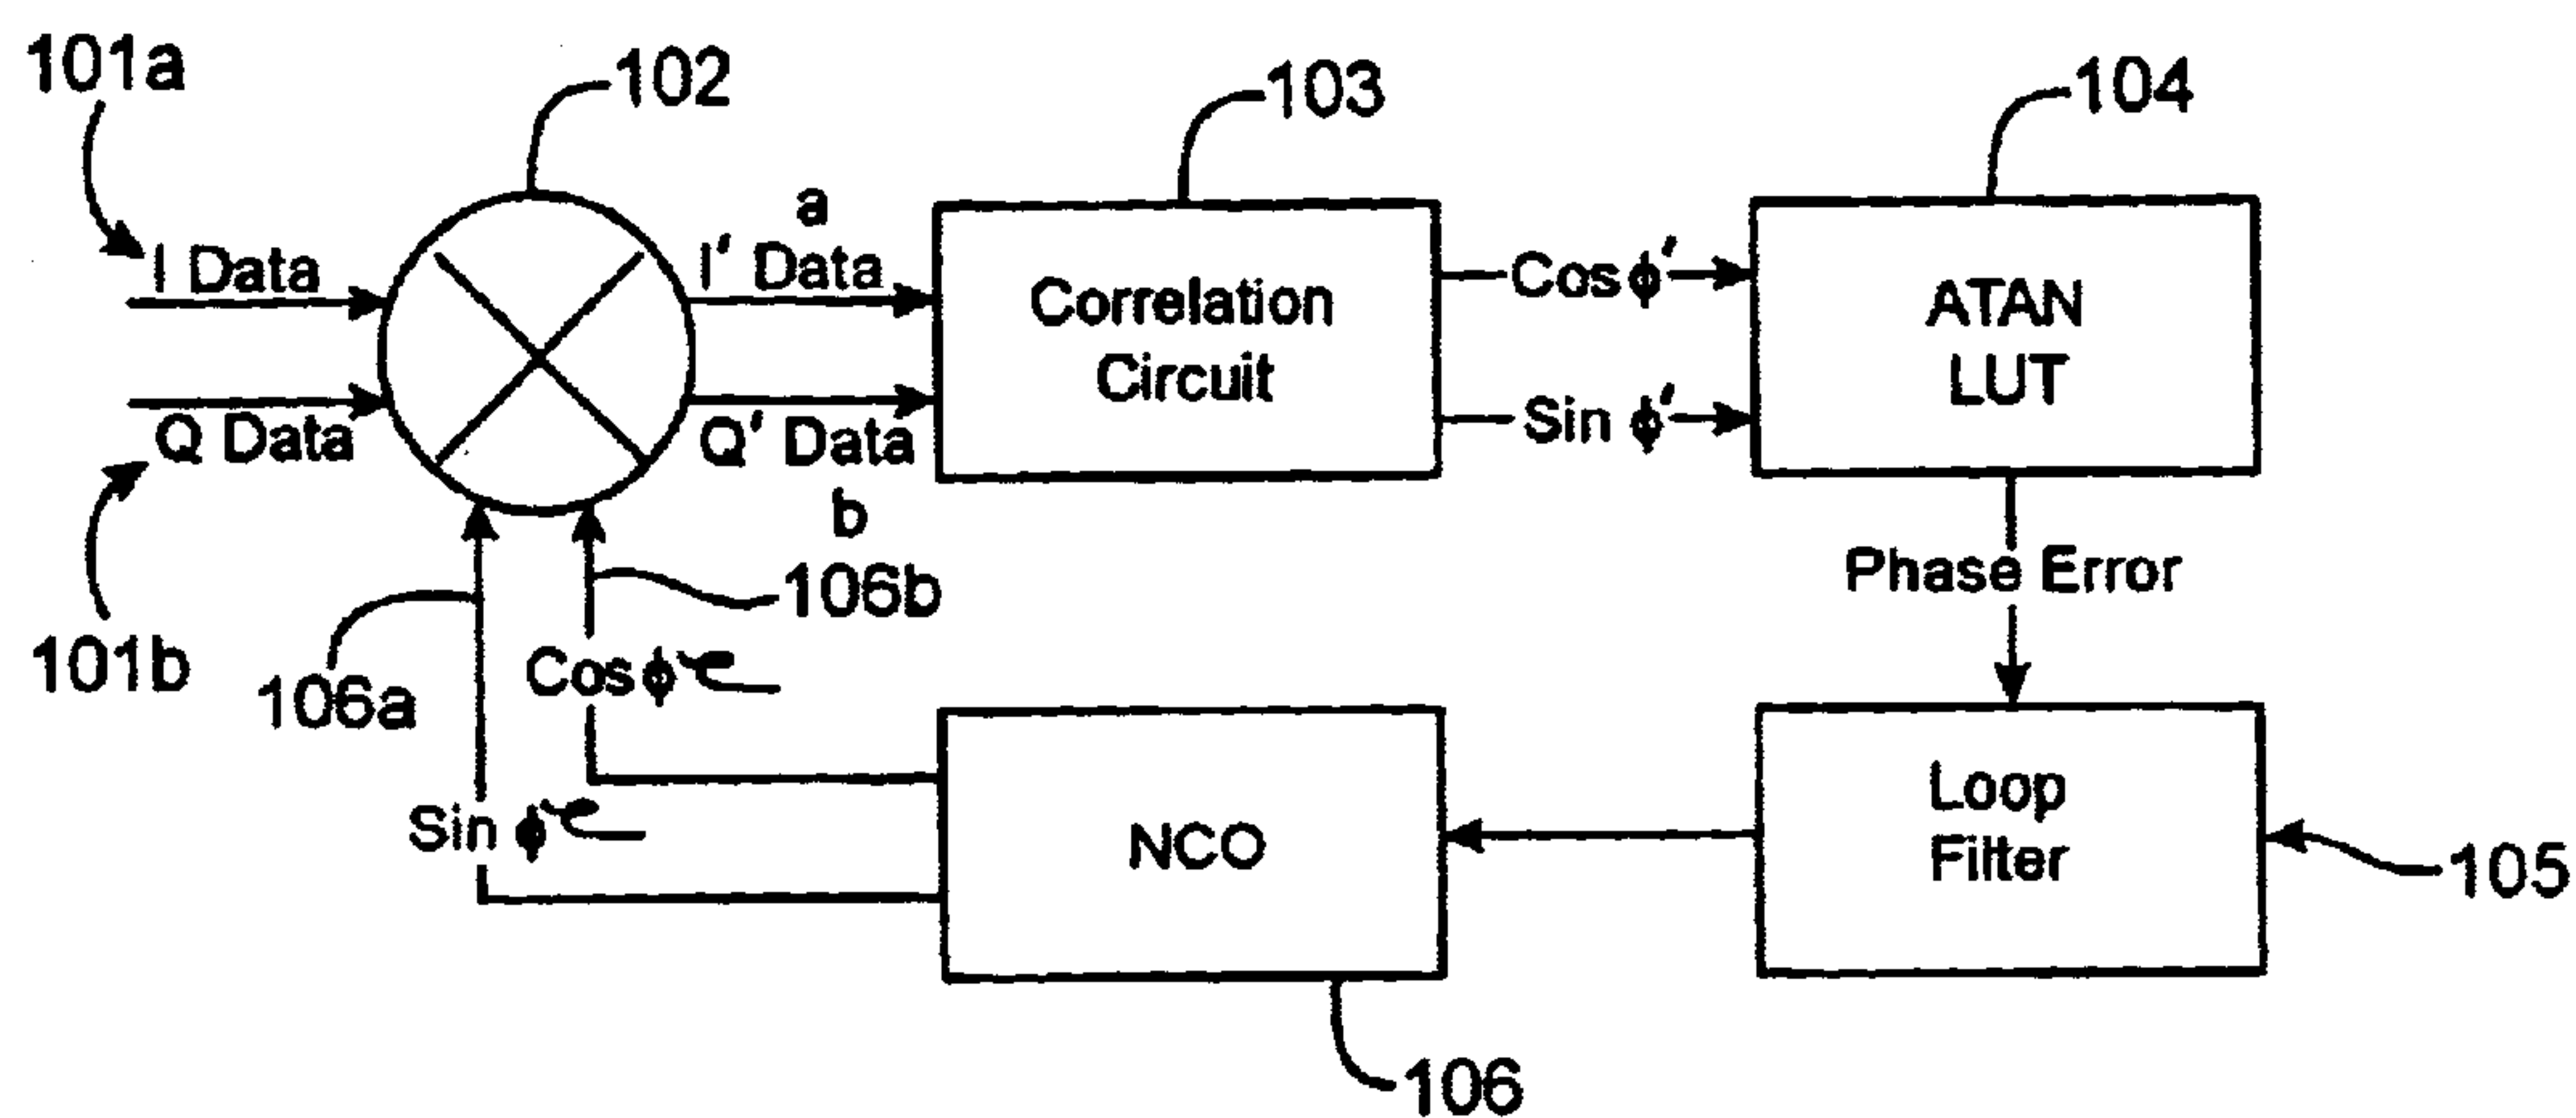 101a
102
103
104
a
I Data
I' Data
Cos ϕ'
Correlation
Circuit
ATAN
LUT
Q Data
Q' Data
Sin ϕ'
b
Phase Error
101b
106a
106b
Cos ϕ
Sin ϕ
NCO
Loop
Filter
105
106